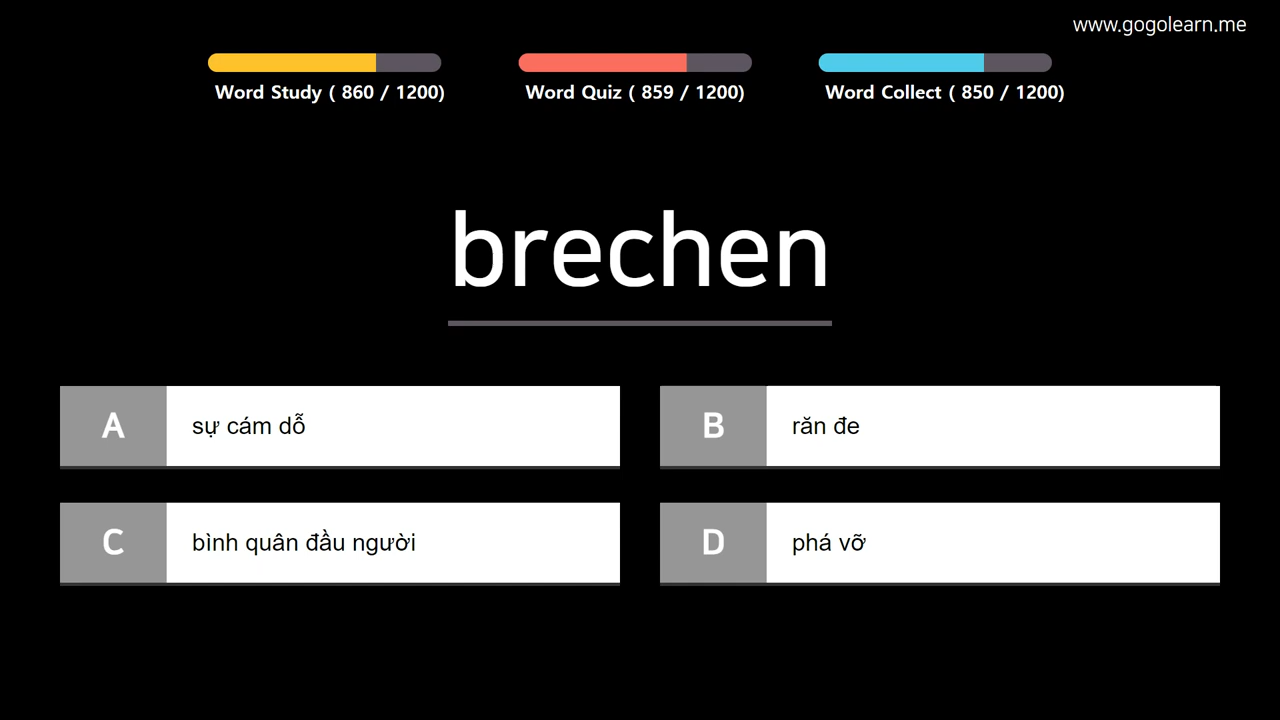 www.gogolearn.me
Word Study ( 860 / 1200)
Word Quiz ( 859 / 1200)
Word Collect ( 850 / 1200)
brechen
A
sự cám dỗ
B
răn đe
C
bình quân đầu người
D
phá vỡ